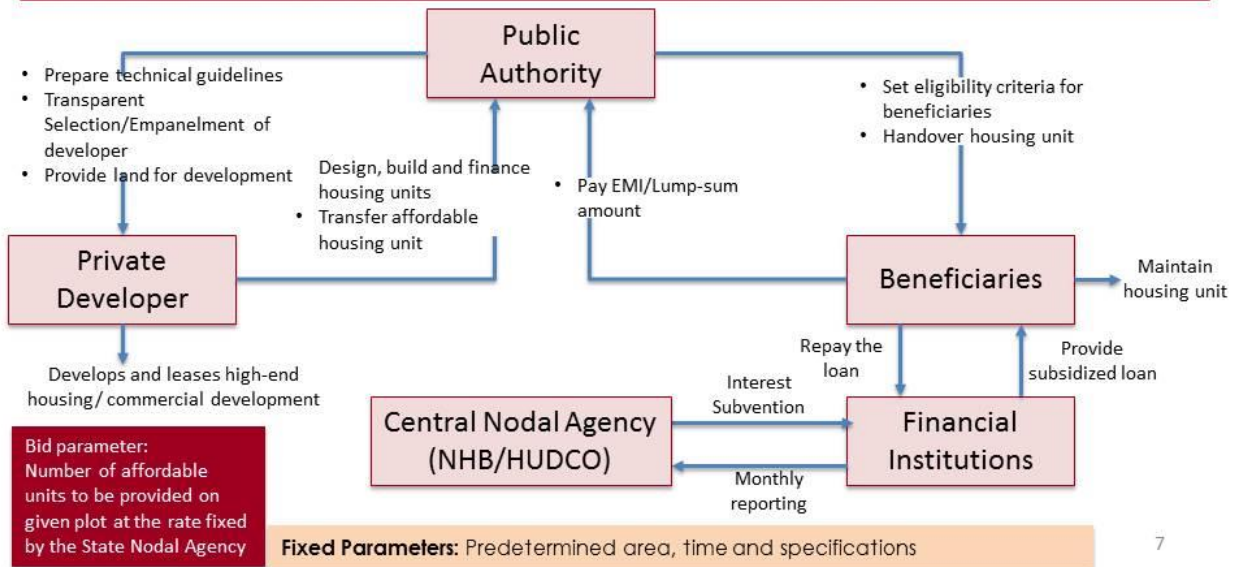 Public
Authority
• Prepare technical guidelines
• Transparent
Selection/Empanelment of
developer
• Provide land for development
Design, build and finance
housing units
• Transfer affordable
housing unit
• Pay EMI/Lump-sum
amount
• Set eligibility criteria for
beneficiaries
• Handover housing unit
Private
Developer
Beneficiaries
Maintain
housing unit
Develops and leases high-end
housing/ commercial development
Repay the
loan
Provide
subsidized loan
Interest
Subvention
Central Nodal Agency
(NHB/HUDCO)
Financial
Institutions
Monthly
reporting
Bid parameter:
Number of affordable
units to be provided on
given plot at the rate fixed
by the State Nodal Agency
Fixed Parameters: Predetermined area, time and specifications
7